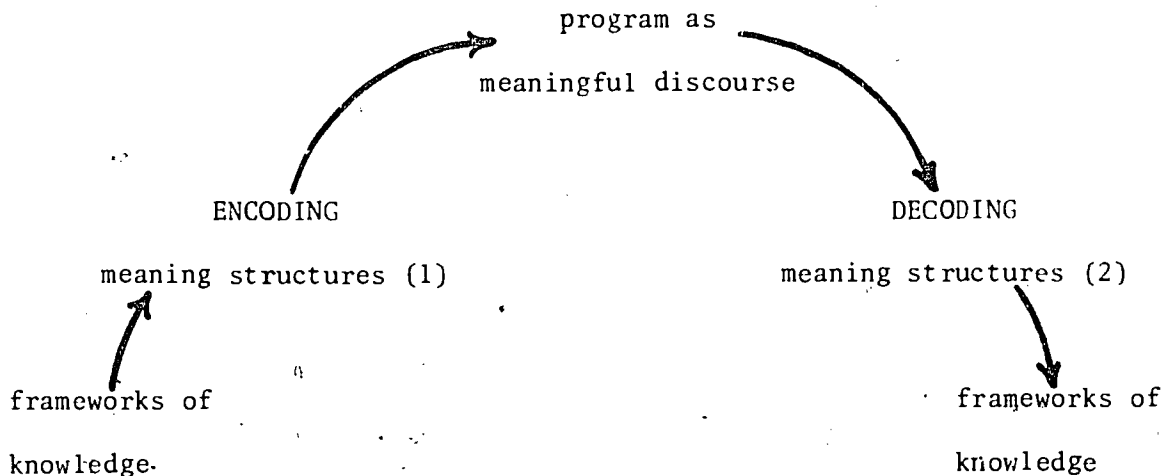 program as
meaningful discourse
ENCODING
DECODING
meaning structures (1)
meaning structures (2)
frameworks of
knowledge.
frameworks of
knowledge